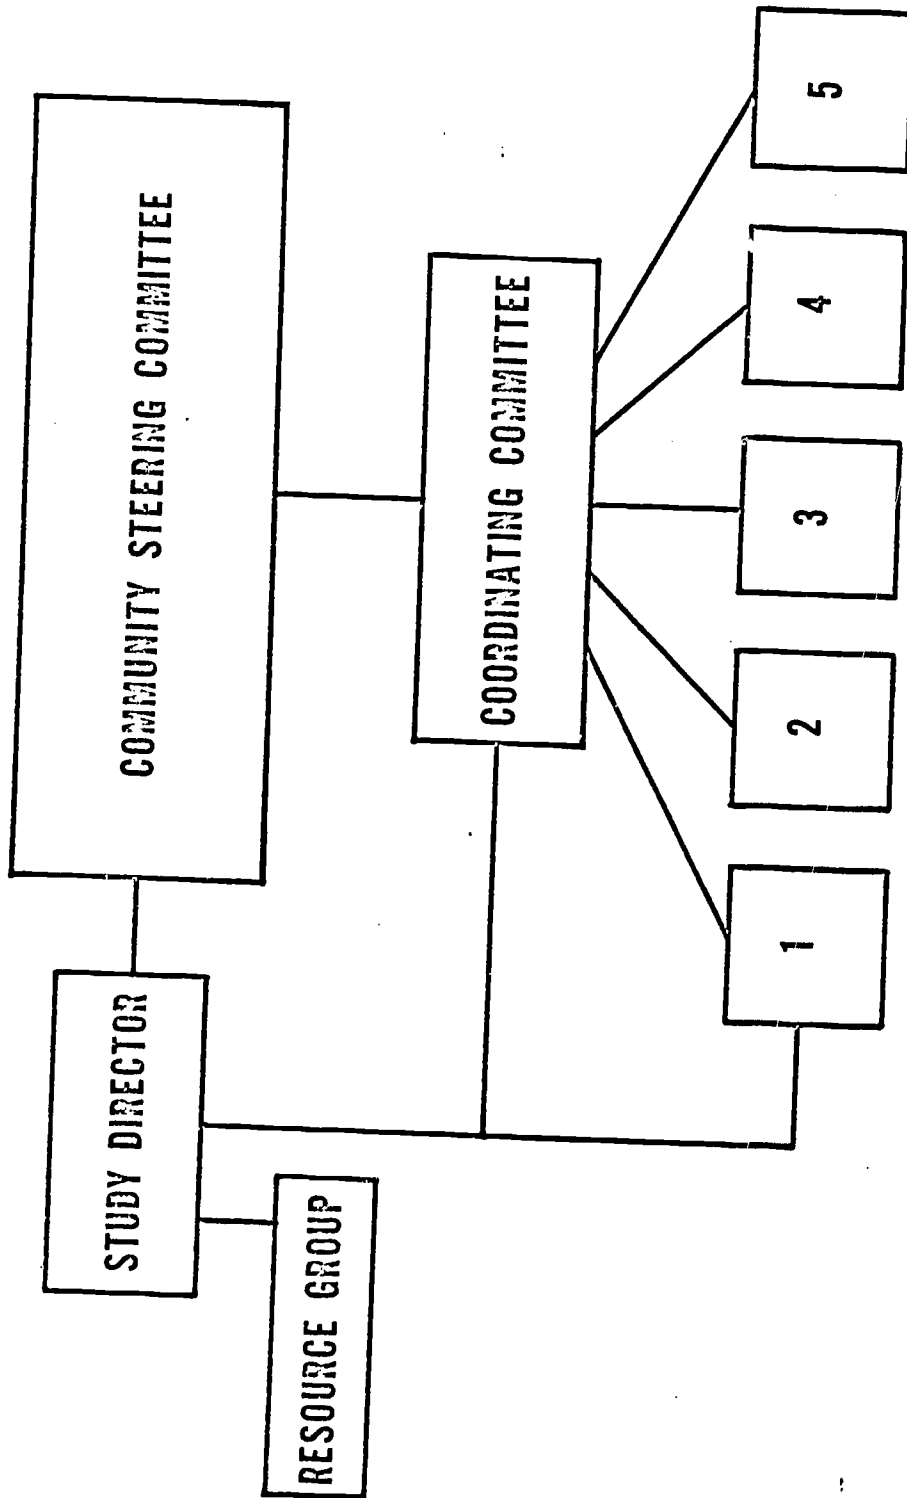 COMMUNITY STEERING COMMITTEE
STUDY DIRECTOR
RESOURCE GROUP
COORDINATING COMMITTEE
1
2
3
4
5